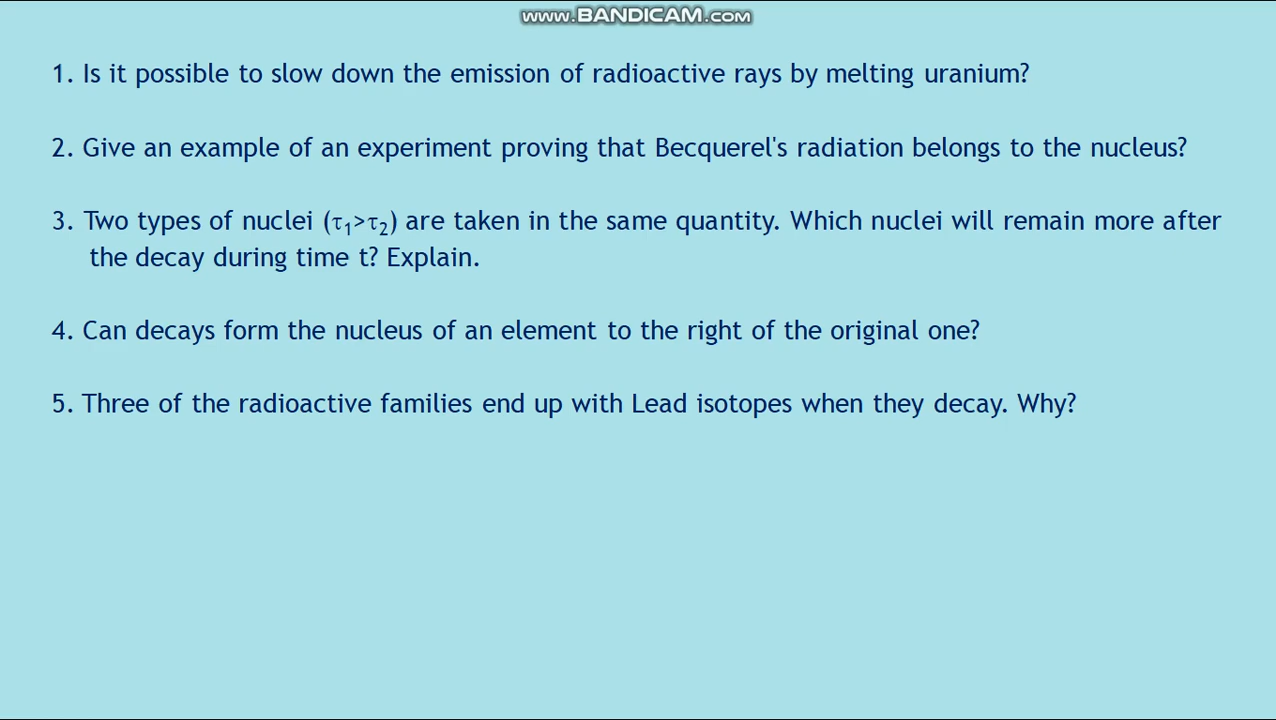 www.BANDICAM.com
1. Is it possible to slow down the emission of radioactive rays by melting uranium?
2. Give an example of an experiment proving that Becquerel's radiation belongs to the nucleus?
3. Two types of nuclei (τ₁>τ₂) are taken in the same quantity. Which nuclei will remain more after
the decay during time t? Explain.
4. Can decays form the nucleus of an element to the right of the original one?
5. Three of the radioactive families end up with Lead isotopes when they decay. Why?